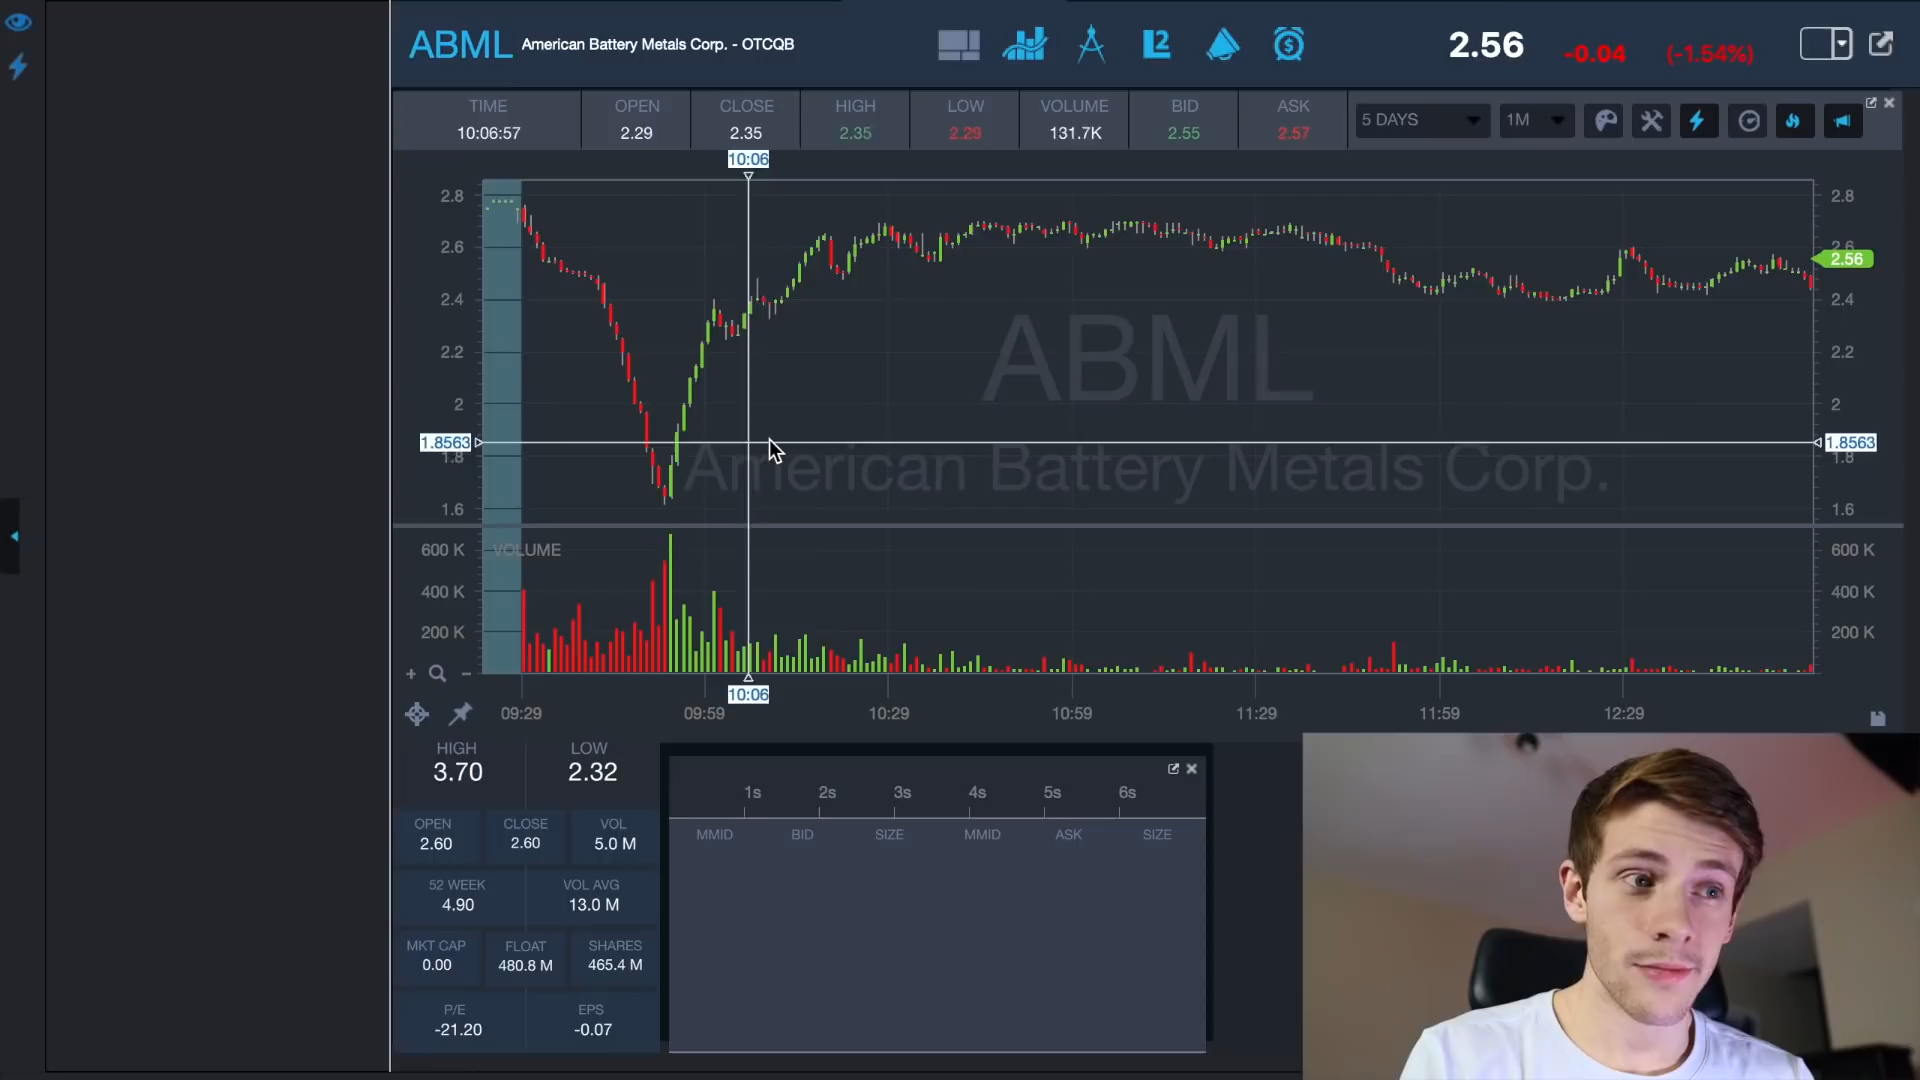 ABML American Battery Metals Corp. - OTCQB
L2
2.56 -0.04 (-1.54%)
TIME OPEN CLOSE HIGH LOW VOLUME BID ASK
10:06:57 2.29 2.35 2.35 2.29 131.7K 2.55 2.57
5 DAYS 1M
10:06
2.8 2.8
2.6 2.6
2.56
2.4 2.4
2.2 2.2
2 2
1.8563 1.8563
1.8 1.8
1.6 1.6
ABML
American Battery Metals Corp.
VOLUME
600 K 600 K
400 K 400 K
200 K 200 K
10:06
09:29 09:59 10:29 10:59 11:29 11:59 12:29
HIGH LOW
3.70 2.32
OPEN CLOSE VOL
2.60 2.60 5.0 M
52 WEEK VOL AVG
4.90 13.0 M
MKT CAP FLOAT SHARES
0.00 480.8 M 465.4 M
P/E EPS
-21.20 -0.07
1s 2s 3s 4s 5s 6s
MMID BID SIZE MMID ASK SIZE